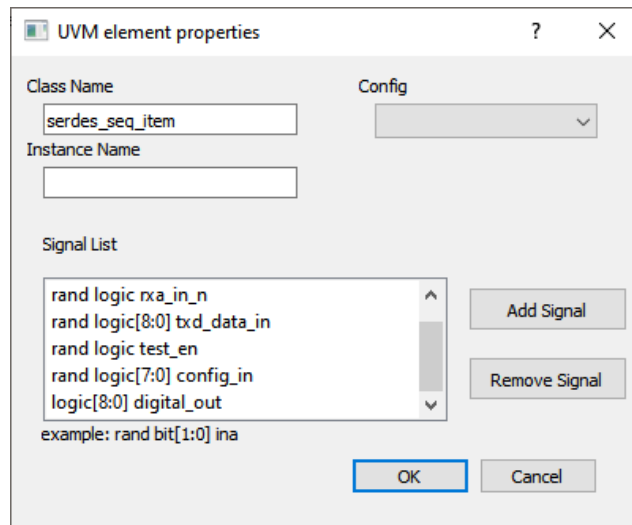 UVM element properties
?
Class Name
Config
serdes_seq_item
Instance Name
Signal List
rand logic rxa_in_n
rand logic[8:0] txd_data_in
rand logic test_en
rand logic[7:0] config_in
logic[8:0] digital_out
Add Signal
Remove Signal
example: rand bit[1:0] ina
OK
Cancel